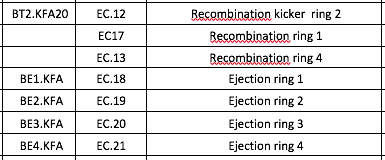 BT2.KFA20 EC.12 Recombination kicker ring 2
EC17 Recombination ring 1
EC.13 Recombination ring 4
BE1.KFA EC.18 Ejection ring 1
BE2.KFA EC.19 Ejection ring 2
BE3.KFA EC.20 Ejection ring 3
BE4.KFA EC.21 Ejection ring 4